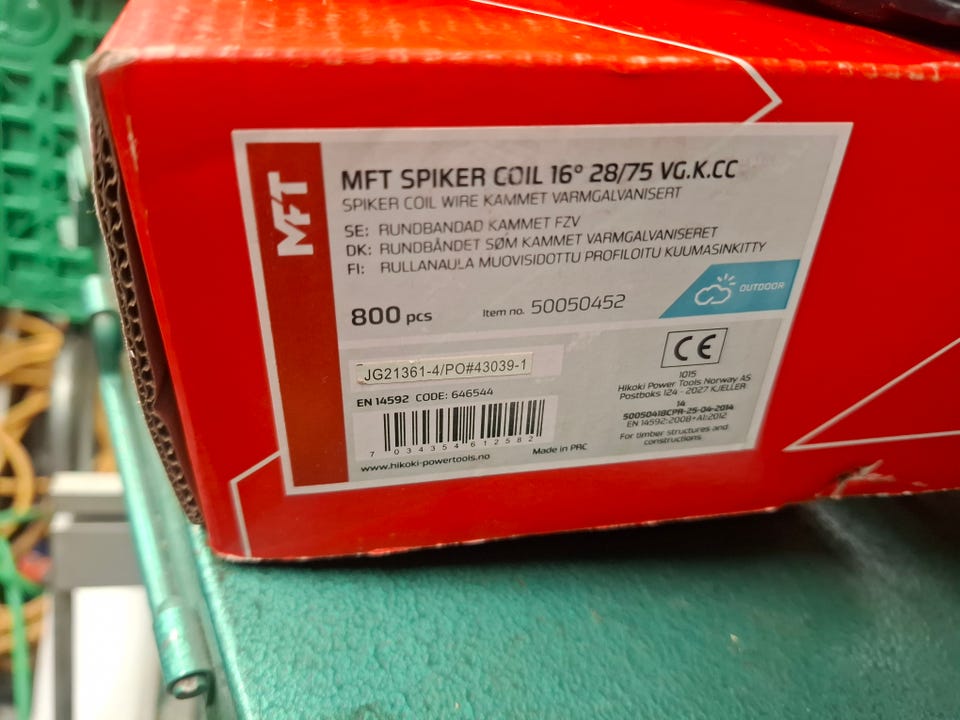 MFT
MFT SPIKER COIL 16° 28/75 VG.K.CC
SPIKER COIL WIRE KAMMET VARMGALVANISERT
SE: RUNDBANDAD KAMMET FZV
DK: RUNDBÅNDET SØM KAMMET VARMGALVANISERET
FI: RULLANAULA MUOVISIDOTTU PROFILOITU KUUMASINKITTY
OUTDOOR
800 pcs
Item no. 50050452
JG21361-4/PO#43039-1
EN 14592 CODE: 646544
7 034354 612582
www.hikoki-powertools.no
Made in PRC
CE
1015
Hikoki Power Tools Norway AS
Postboks 124 - 2027 KJELLER
14
50050418CPR-25-04-2014
EN 14592:2008+A1:2012
For timber structures and
constructions